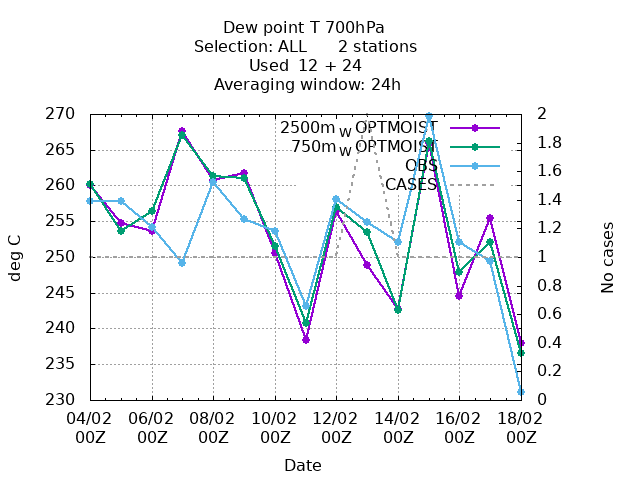 Dew point T 700hPa
Selection: ALL 2 stations
Used 12 + 24
Averaging window: 24h
2500m W OPTMOIST
750m W OPTMOIST
OBS
CASES
270
265
260
255
250
245
240
235
230
deg C
2
1.8
1.6
1.4
1.2
1
0.8
0.6
0.4
0.2
0
No cases
04/02 06/02 08/02 10/02 12/02 14/02 16/02 18/02
00Z 00Z 00Z 00Z 00Z 00Z 00Z 00Z
Date